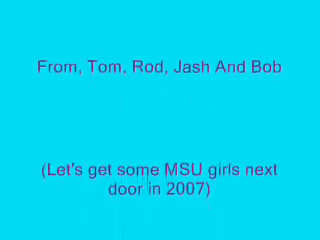 From, Tom, Rod, Jash And Bob
(Let's get some MSU girls next
door in 2007)